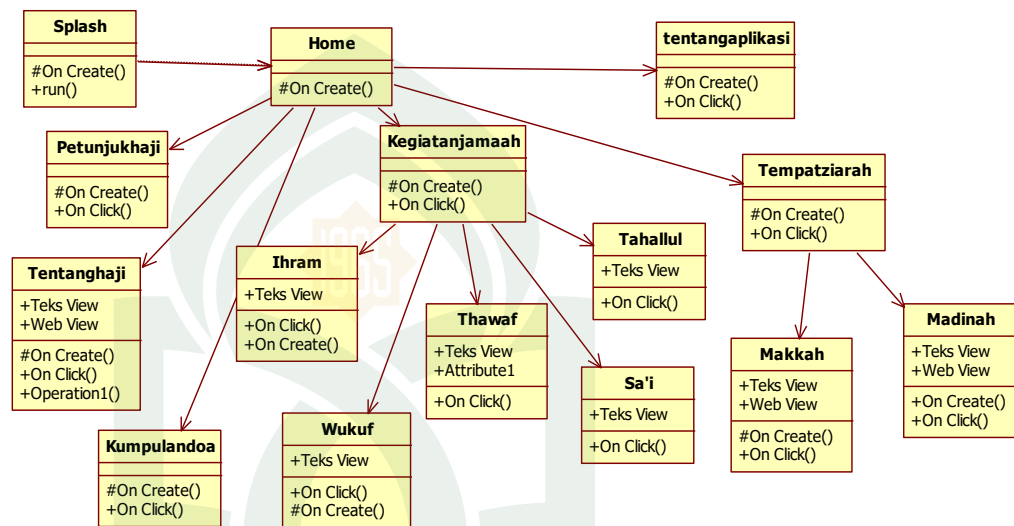 Splash
#On Create()
+run()
Home
#On Create()
tentangaplikasi
#On Create()
+On Click()
Petunjukhaji
#On Create()
+On Click()
Kegiatanjamaah
#On Create()
+On Click()
Tempatziarah
#On Create()
+On Click()
Tentanghaji
+Teks View
+Web View
#On Create()
+On Click()
+Operation1()
Ihram
+Teks View
+On Click()
+On Create()
Tahallul
+Teks View
+On Click()
Thawaf
+Teks View
+Attribute1
+On Click()
Madinah
+Teks View
+Web View
+On Create()
+On Click()
Makkah
+Teks View
+Web View
#On Create()
+On Click()
Sa'i
+Teks View
+On Click()
Kumpulandoa
#On Create()
+On Click()
Wukuf
+Teks View
+On Click()
#On Create()
1965